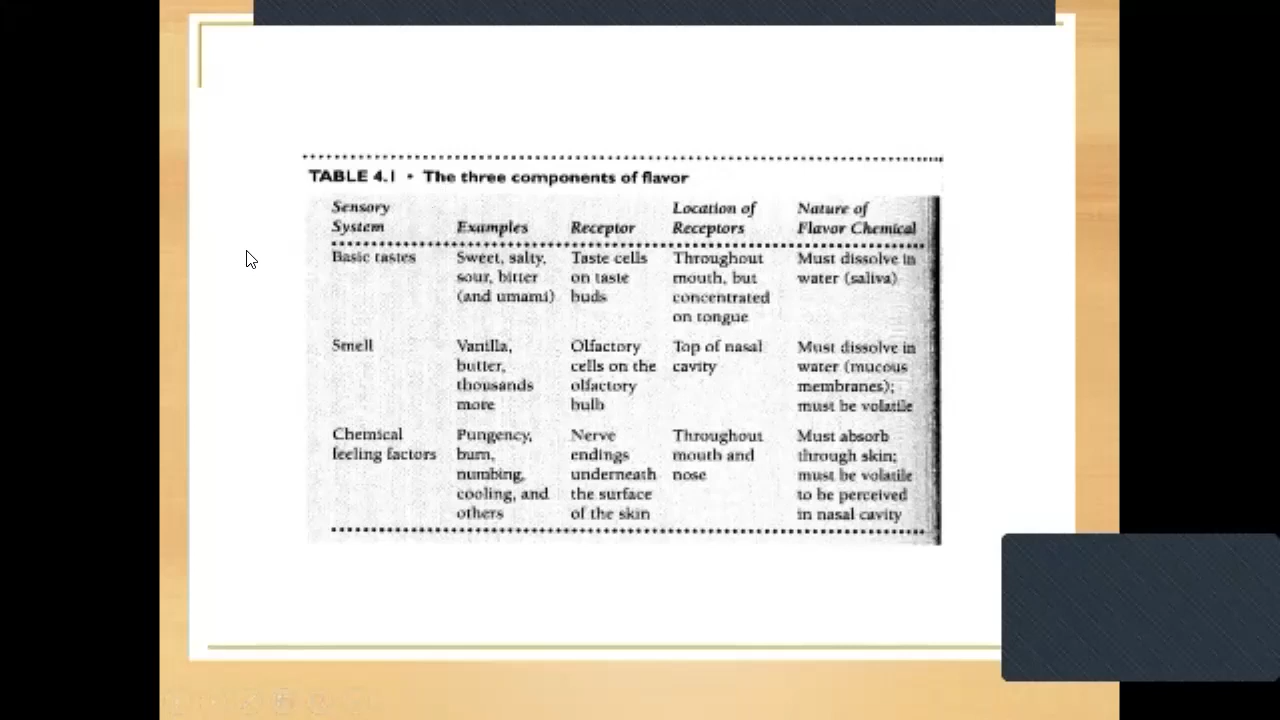 TABLE 4.1 • The three components of flavor
Sensory System
Examples
Receptor
Location of Receptors
Nature of Flavor Chemical
Basic tastes
Sweet, salty,
sour, bitter
(and umami)
Taste cells
on taste
buds
Throughout
mouth, but
concentrated
on tongue
Must dissolve in
water (saliva)
Smell
Vanilla,
butter,
thousands
more
Olfactory
cells on the
olfactory
bulb
Top of nasal
cavity
Must dissolve in
water (mucous
membranes);
must be volatile
Chemical
feeling factors
Pungency,
burn,
numbing,
cooling, and
others
Nerve
endings
underneath
the surface
of the skin
Throughout
mouth and
nose
Must absorb
through skin;
must be volatile
to be perceived
in nasal cavity